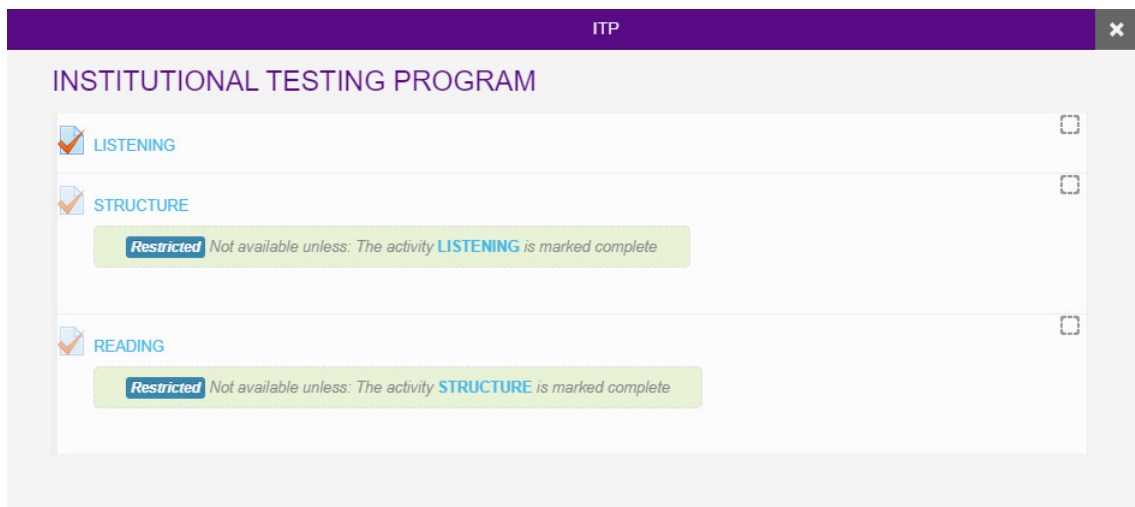 ITP
INSTITUTIONAL TESTING PROGRAM
LISTENING
STRUCTURE
Restricted Not available unless: The activity LISTENING is marked complete
READING
Restricted Not available unless: The activity STRUCTURE is marked complete